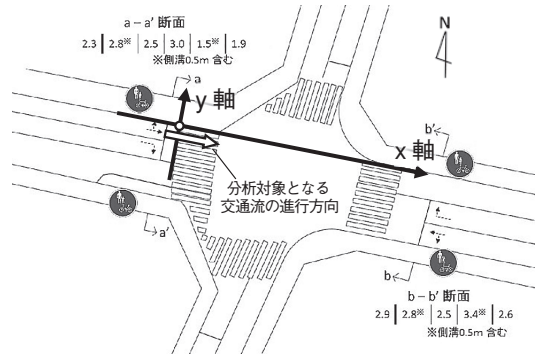 a－a’ 断面
2.3 | 2.8※ | 2.5 | 3.0 | 1.5※ | 1.9
※側溝0.5m 含む
N
a
y 軸
b’
x 軸
分析対象となる
交通流の進行方向
a’
b
b－b’ 断面
2.9 | 2.8※ | 2.5 | 3.4※ | 2.6
※側溝0.5m 含む